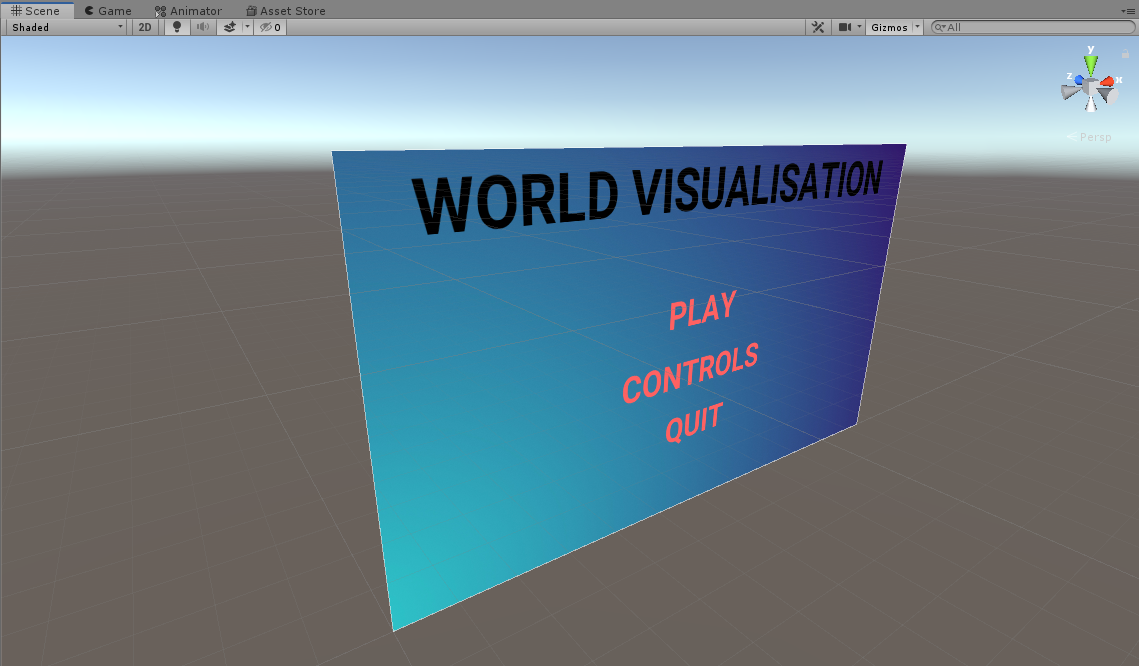 Scene Game Animator Asset Store
Shaded 2D 0 Gizmos All
y
z x
Persp
WORLD VISUALISATION
PLAY
CONTROLS
QUIT